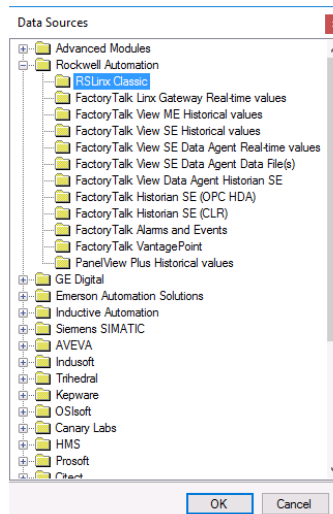 Data Sources
Advanced Modules
Rockwell Automation
RSLinx Classic
FactoryTalk Linx Gateway Real-time values
FactoryTalk View ME Historical values
FactoryTalk View SE Historical values
FactoryTalk View SE Data Agent Real-time values
FactoryTalk View SE Data Agent Data File(s)
FactoryTalk View Data Agent Historian SE
FactoryTalk Historian SE (OPC HDA)
FactoryTalk Historian SE (CLR)
FactoryTalk Alarms and Events
FactoryTalk VantagePoint
PanelView Plus Historical values
GE Digital
Emerson Automation Solutions
Inductive Automation
Siemens SIMATIC
AVEVA
Indusoft
Trihedral
Kepware
OSIsoft
Canary Labs
HMS
Prosoft
Citect
OK Cancel